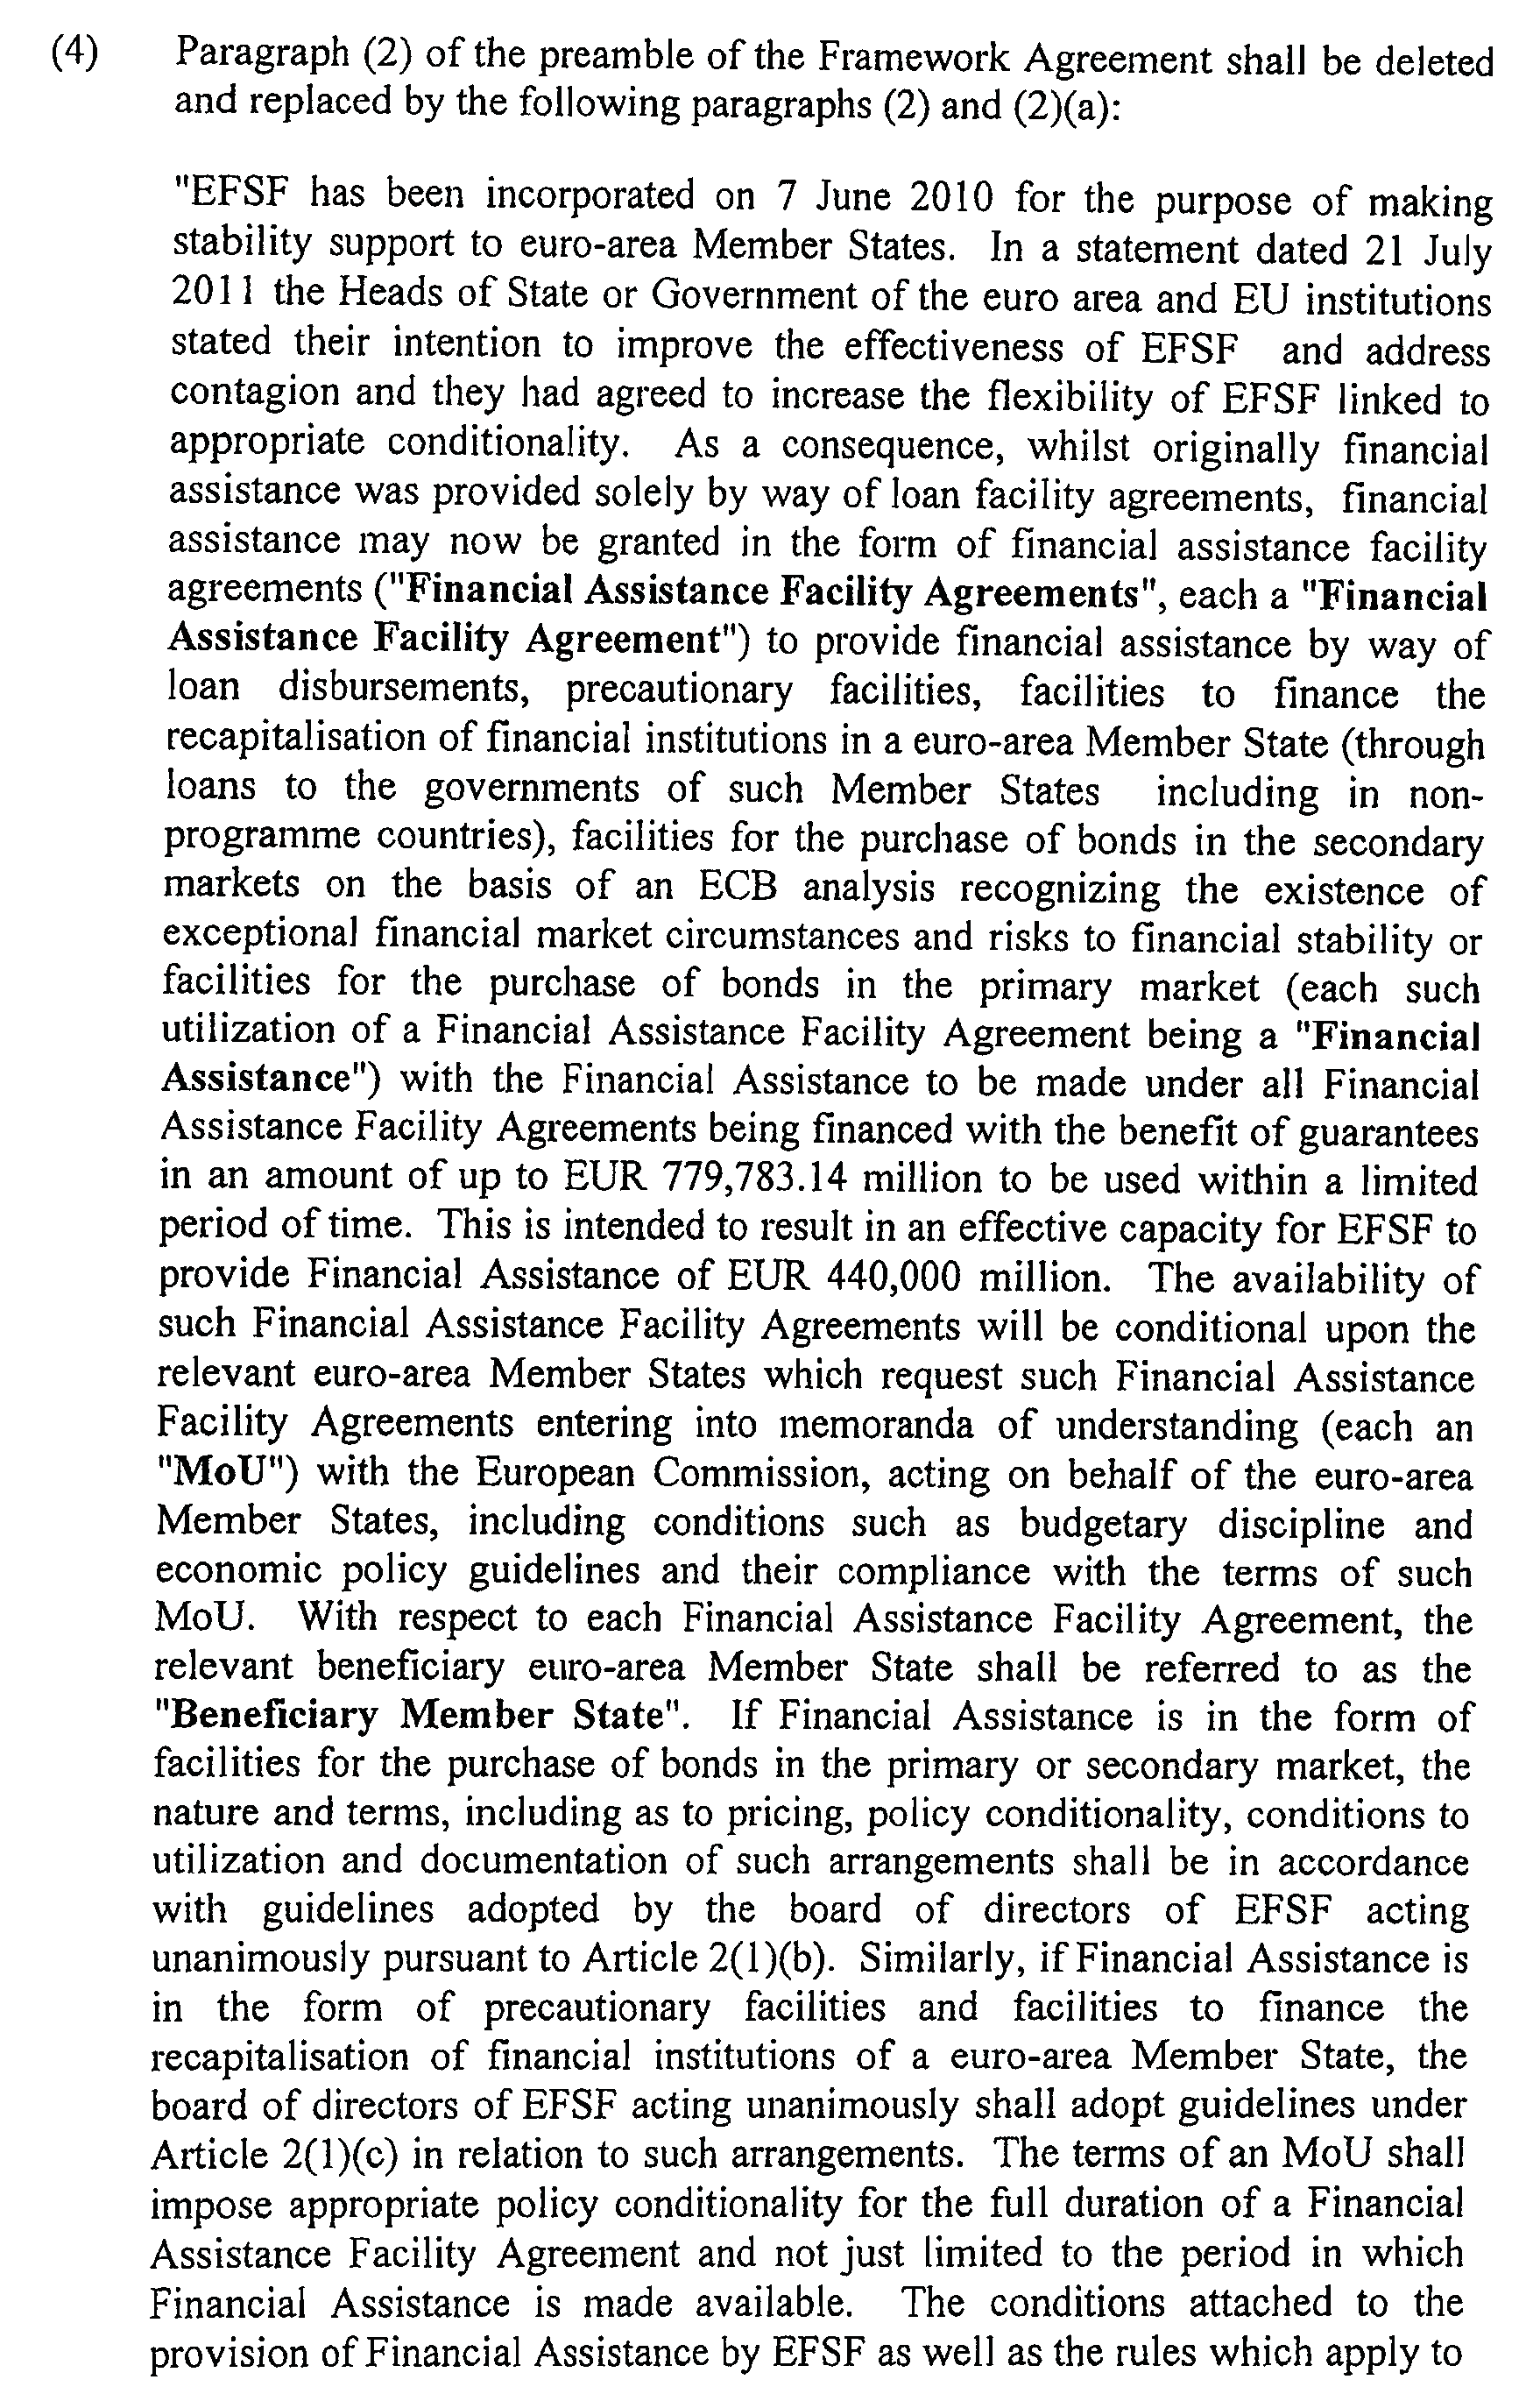 (4) Paragraph (2) of the preamble of the Framework Agreement shall be deleted
and replaced by the following paragraphs (2) and (2)(a):
"EFSF has been incorporated on 7 June 2010 for the purpose of making
stability support to euro-area Member States. In a statement dated 21 July
2011 the Heads of State or Government of the euro area and EU institutions
stated their intention to improve the effectiveness of EFSF and address
contagion and they had agreed to increase the flexibility of EFSF linked to
appropriate conditionality. As a consequence, whilst originally financial
assistance was provided solely by way of loan facility agreements, financial
assistance may now be granted in the form of financial assistance facility
agreements ("Financial Assistance Facility Agreements", each a "Financial
Assistance Facility Agreement") to provide financial assistance by way of
loan disbursements, precautionary facilities, facilities to finance the
recapitalisation of financial institutions in a euro-area Member State (through
loans to the governments of such Member States including in non-
programme countries), facilities for the purchase of bonds in the secondary
markets on the basis of an ECB analysis recognizing the existence of
exceptional financial market circumstances and risks to financial stability or
facilities for the purchase of bonds in the primary market (each such
utilization of a Financial Assistance Facility Agreement being a "Financial
Assistance") with the Financial Assistance to be made under all Financial
Assistance Facility Agreements being financed with the benefit of guarantees
in an amount of up to EUR 779,783.14 million to be used within a limited
period of time. This is intended to result in an effective capacity for EFSF to
provide Financial Assistance of EUR 440,000 million. The availability of
such Financial Assistance Facility Agreements will be conditional upon the
relevant euro-area Member States which request such Financial Assistance
Facility Agreements entering into memoranda of understanding (each an
"MoU") with the European Commission, acting on behalf of the euro-area
Member States, including conditions such as budgetary discipline and
economic policy guidelines and their compliance with the terms of such
MoU. With respect to each Financial Assistance Facility Agreement, the
relevant beneficiary euro-area Member State shall be referred to as the
"Beneficiary Member State". If Financial Assistance is in the form of
facilities for the purchase of bonds in the primary or secondary market, the
nature and terms, including as to pricing, policy conditionality, conditions to
utilization and documentation of such arrangements shall be in accordance
with guidelines adopted by the board of directors of EFSF acting
unanimously pursuant to Article 2(1)(b). Similarly, if Financial Assistance is
in the form of precautionary facilities and facilities to finance the
recapitalisation of financial institutions of a euro-area Member State, the
board of directors of EFSF acting unanimously shall adopt guidelines under
Article 2(1)(c) in relation to such arrangements. The terms of an MoU shall
impose appropriate policy conditionality for the full duration of a Financial
Assistance Facility Agreement and not just limited to the period in which
Financial Assistance is made available. The conditions attached to the
provision of Financial Assistance by EFSF as well as the rules which apply to